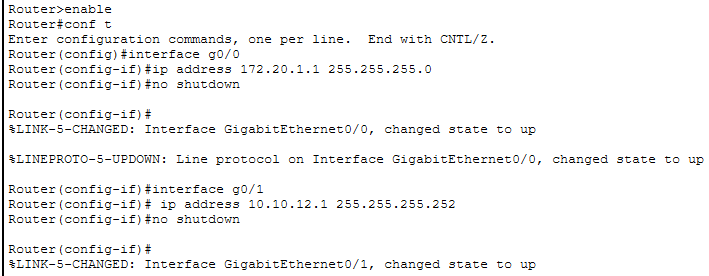 Router>enable
Router#conf t
Enter configuration commands, one per line.  End with CNTL/Z.
Router(config)#interface g0/0
Router(config-if)#ip address 172.20.1.1 255.255.255.0
Router(config-if)#no shutdown
Router(config-if)#
%LINK-5-CHANGED: Interface GigabitEthernet0/0, changed state to up
%LINEPROTO-5-UPDOWN: Line protocol on Interface GigabitEthernet0/0, changed state to up
Router(config-if)#interface g0/1
Router(config-if)# ip address 10.10.12.1 255.255.255.252
Router(config-if)#no shutdown
Router(config-if)#
%LINK-5-CHANGED: Interface GigabitEthernet0/1, changed state to up